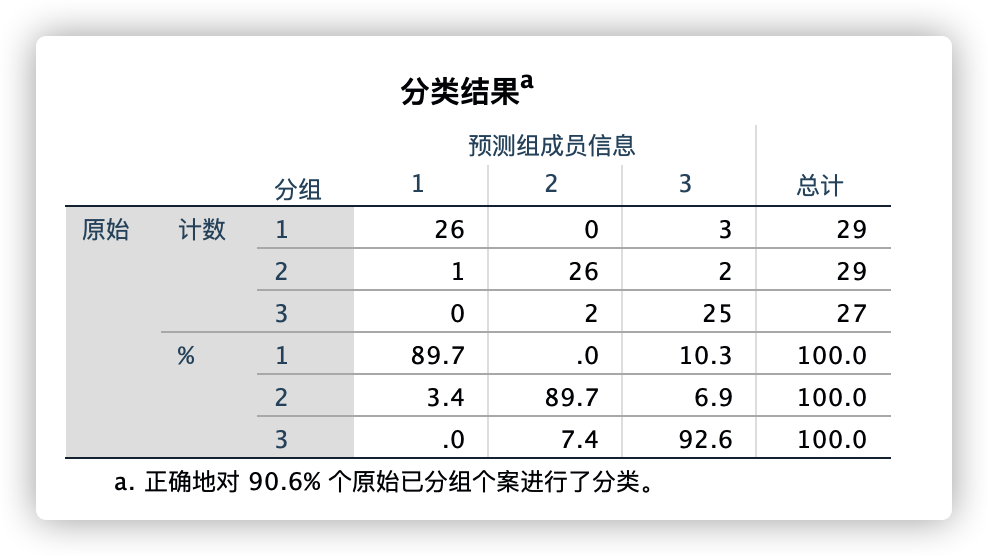 分类结果a
预测组成员信息
分组 1 2 3 总计
原始 计数 1 26 0 3 29
2 1 26 2 29
3 0 2 25 27
% 1 89.7 .0 10.3 100.0
2 3.4 89.7 6.9 100.0
3 .0 7.4 92.6 100.0
a. 正确地对 90.6% 个原始已分组个案进行了分类。